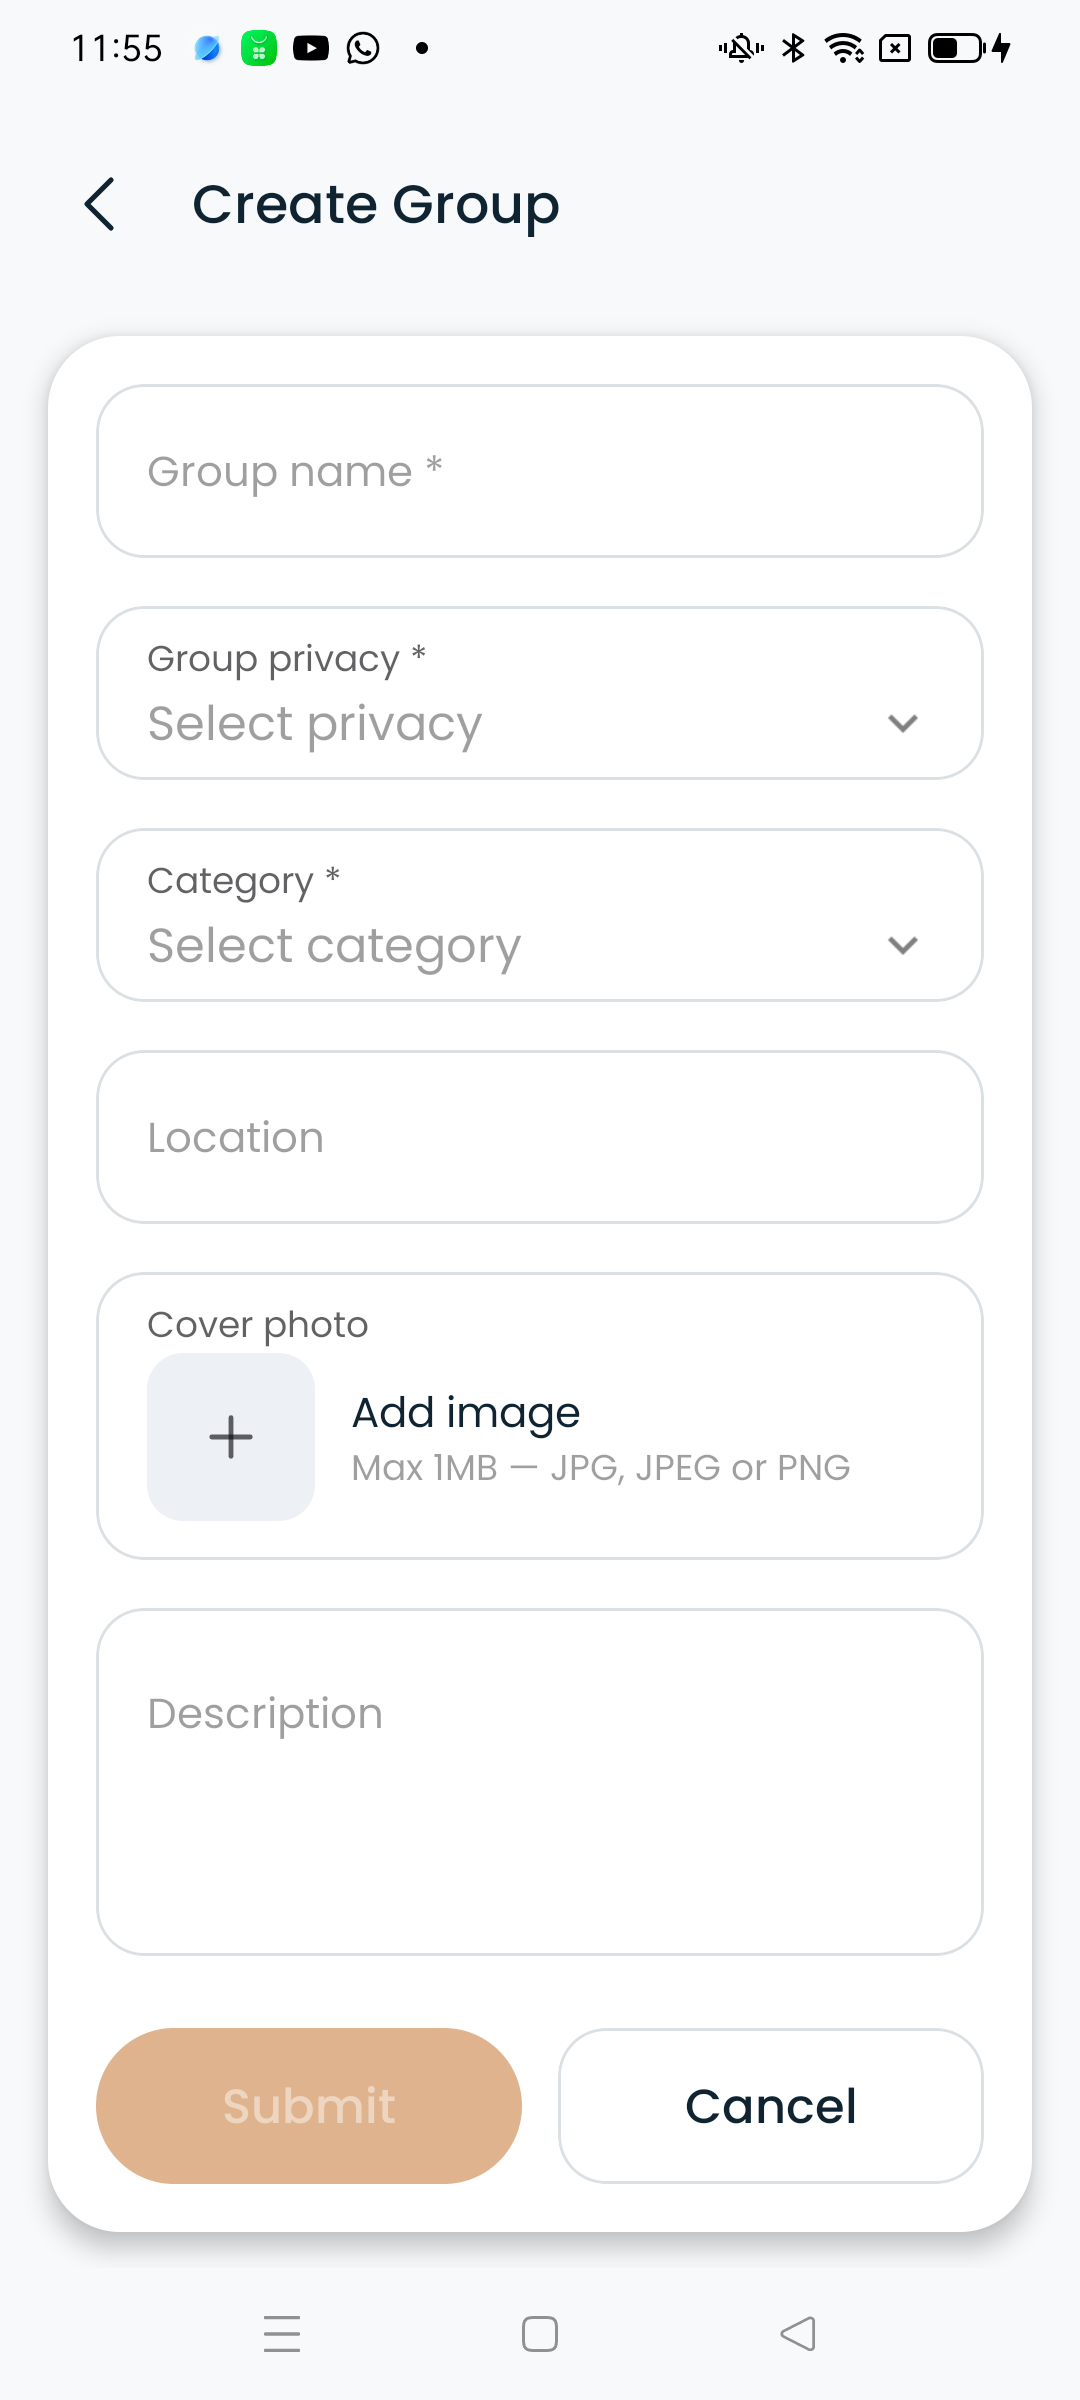 11:55
Create Group
Group name *
Group privacy *
Select privacy
Category *
Select category
Location
Cover photo
Add image
Max 1MB — JPG, JPEG or PNG
Description
Submit
Cancel